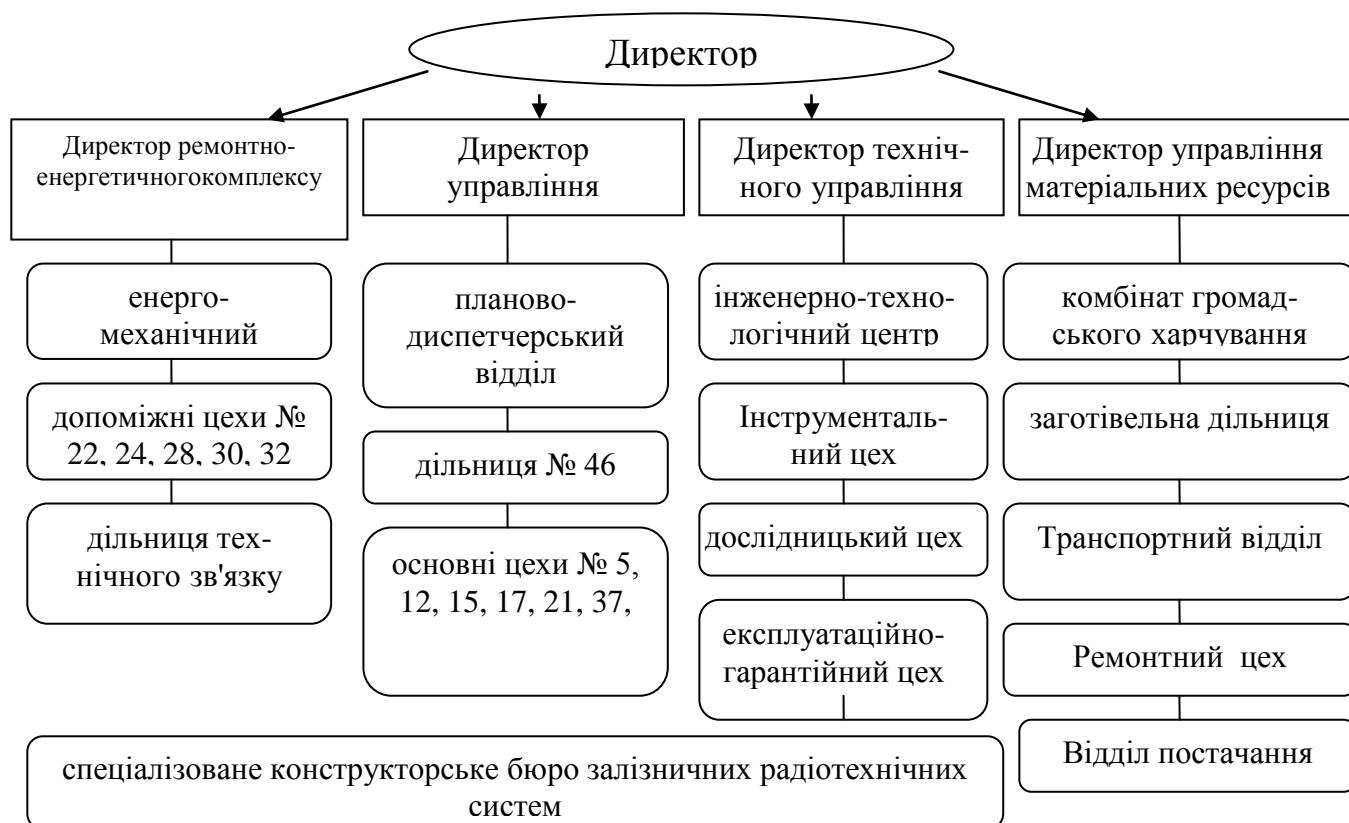 Директор
Директор ремонтно-
енергетичногокомплексу
Директор
управління
Директор техніч-
ного управління
Директор управління
матеріальних ресурсів
енерго-
механічний
допоміжні цехи №
22, 24, 28, 30, 32
дільниця тех-
нічного зв'язку
планово-
диспетчерський
відділ
дільниця № 46
основні цехи № 5,
12, 15, 17, 21, 37,
інженерно-техно-
логічний центр
Інструменталь-
ний цех
дослідницький цех
експлуатаційно-
гарантійний цех
комбінат громад-
ського харчування
заготівельна дільниця
Транспортний відділ
Ремонтний цех
Відділ постачання
спеціалізоване конструкторське бюро залізничних радіотехнічних
систем